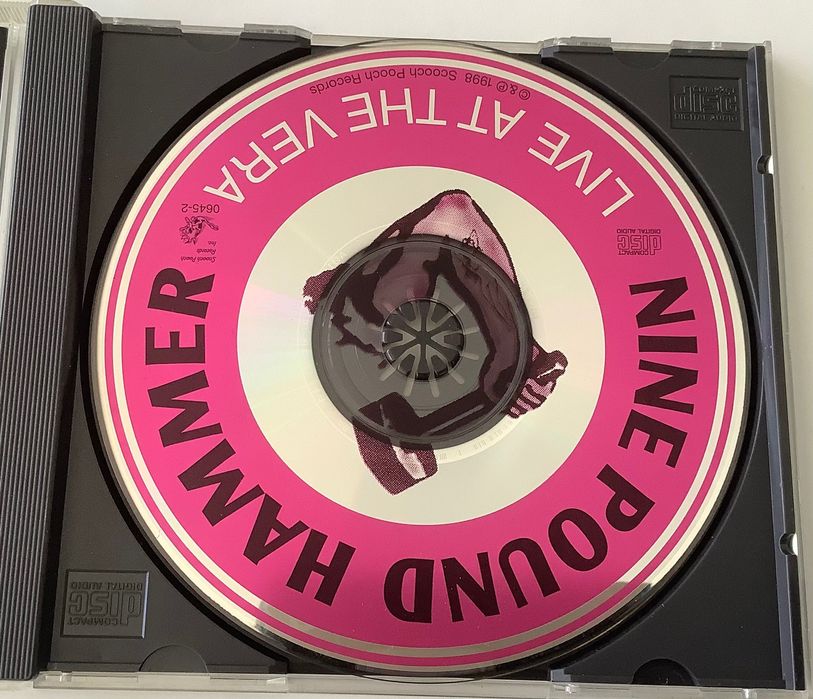 NINE POUND HAMMER
LIVE AT THE VERA
© & ℗ 1998 Scooch Pooch Records
Scooch Pooch
Records
Inc.
0645-2
COMPACT
disc
DIGITAL AUDIO
COMPACT
disc
DIGITAL AUDIO
COMPACT
disc
DIGITAL AUDIO